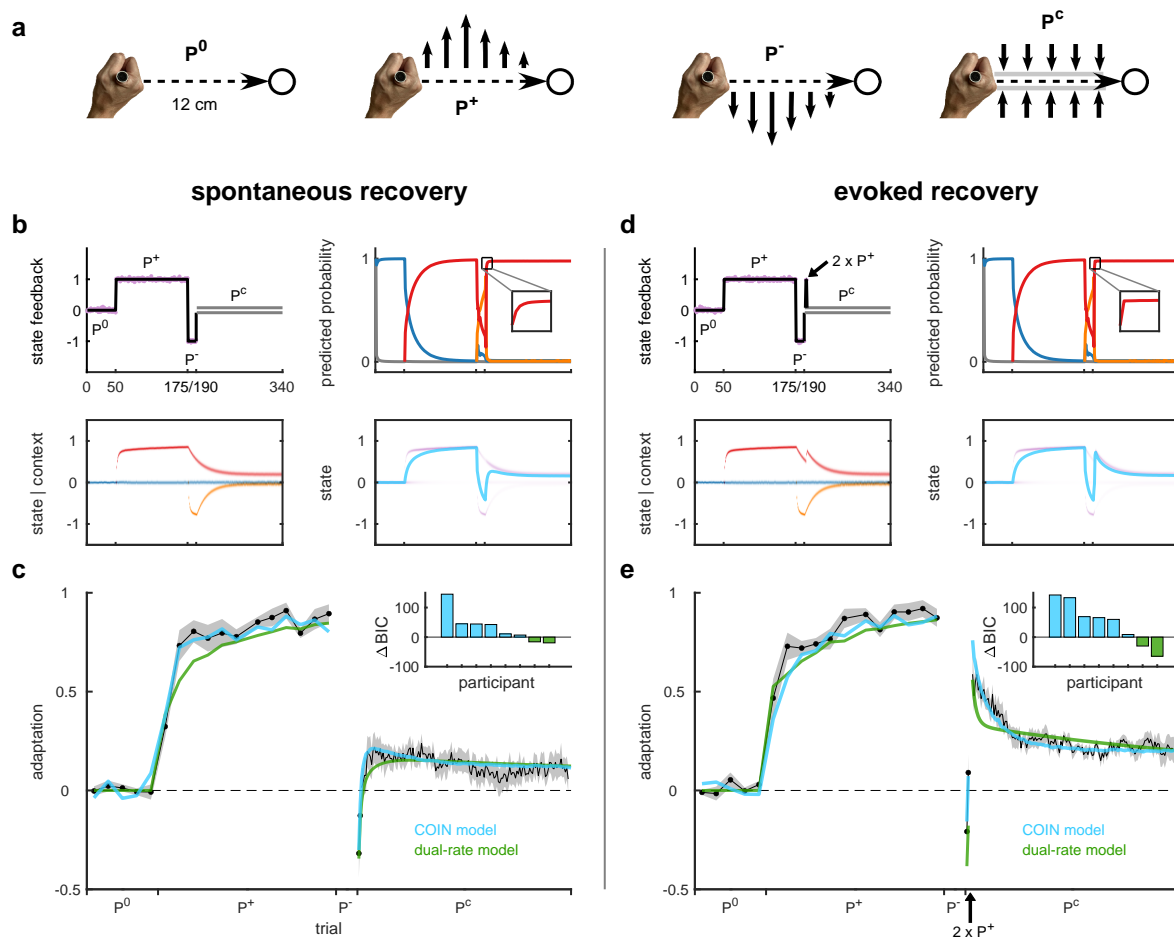 a
P0
12 cm
P+
P-
Pc
spontaneous recovery
evoked recovery
b
state feedback
1
0
-1
P0
P+
P-
Pc
0 50 175/190 340
predicted probability
1
0
state | context
1
0
-1
state
1
0
-1
d
state feedback
1
0
-1
P0
P+
2 x P+
P-
Pc
0 50 175/190 340
predicted probability
1
0
state | context
1
0
-1
state
1
0
-1
c
adaptation
1
0.5
0
-0.5
Δ BIC
100
0
-100
participant
COIN model
dual-rate model
P0 P+ P- Pc
trial
e
adaptation
1
0.5
0
-0.5
Δ BIC
100
0
-100
participant
COIN model
dual-rate model
P0 P+ P- Pc
2 x P+